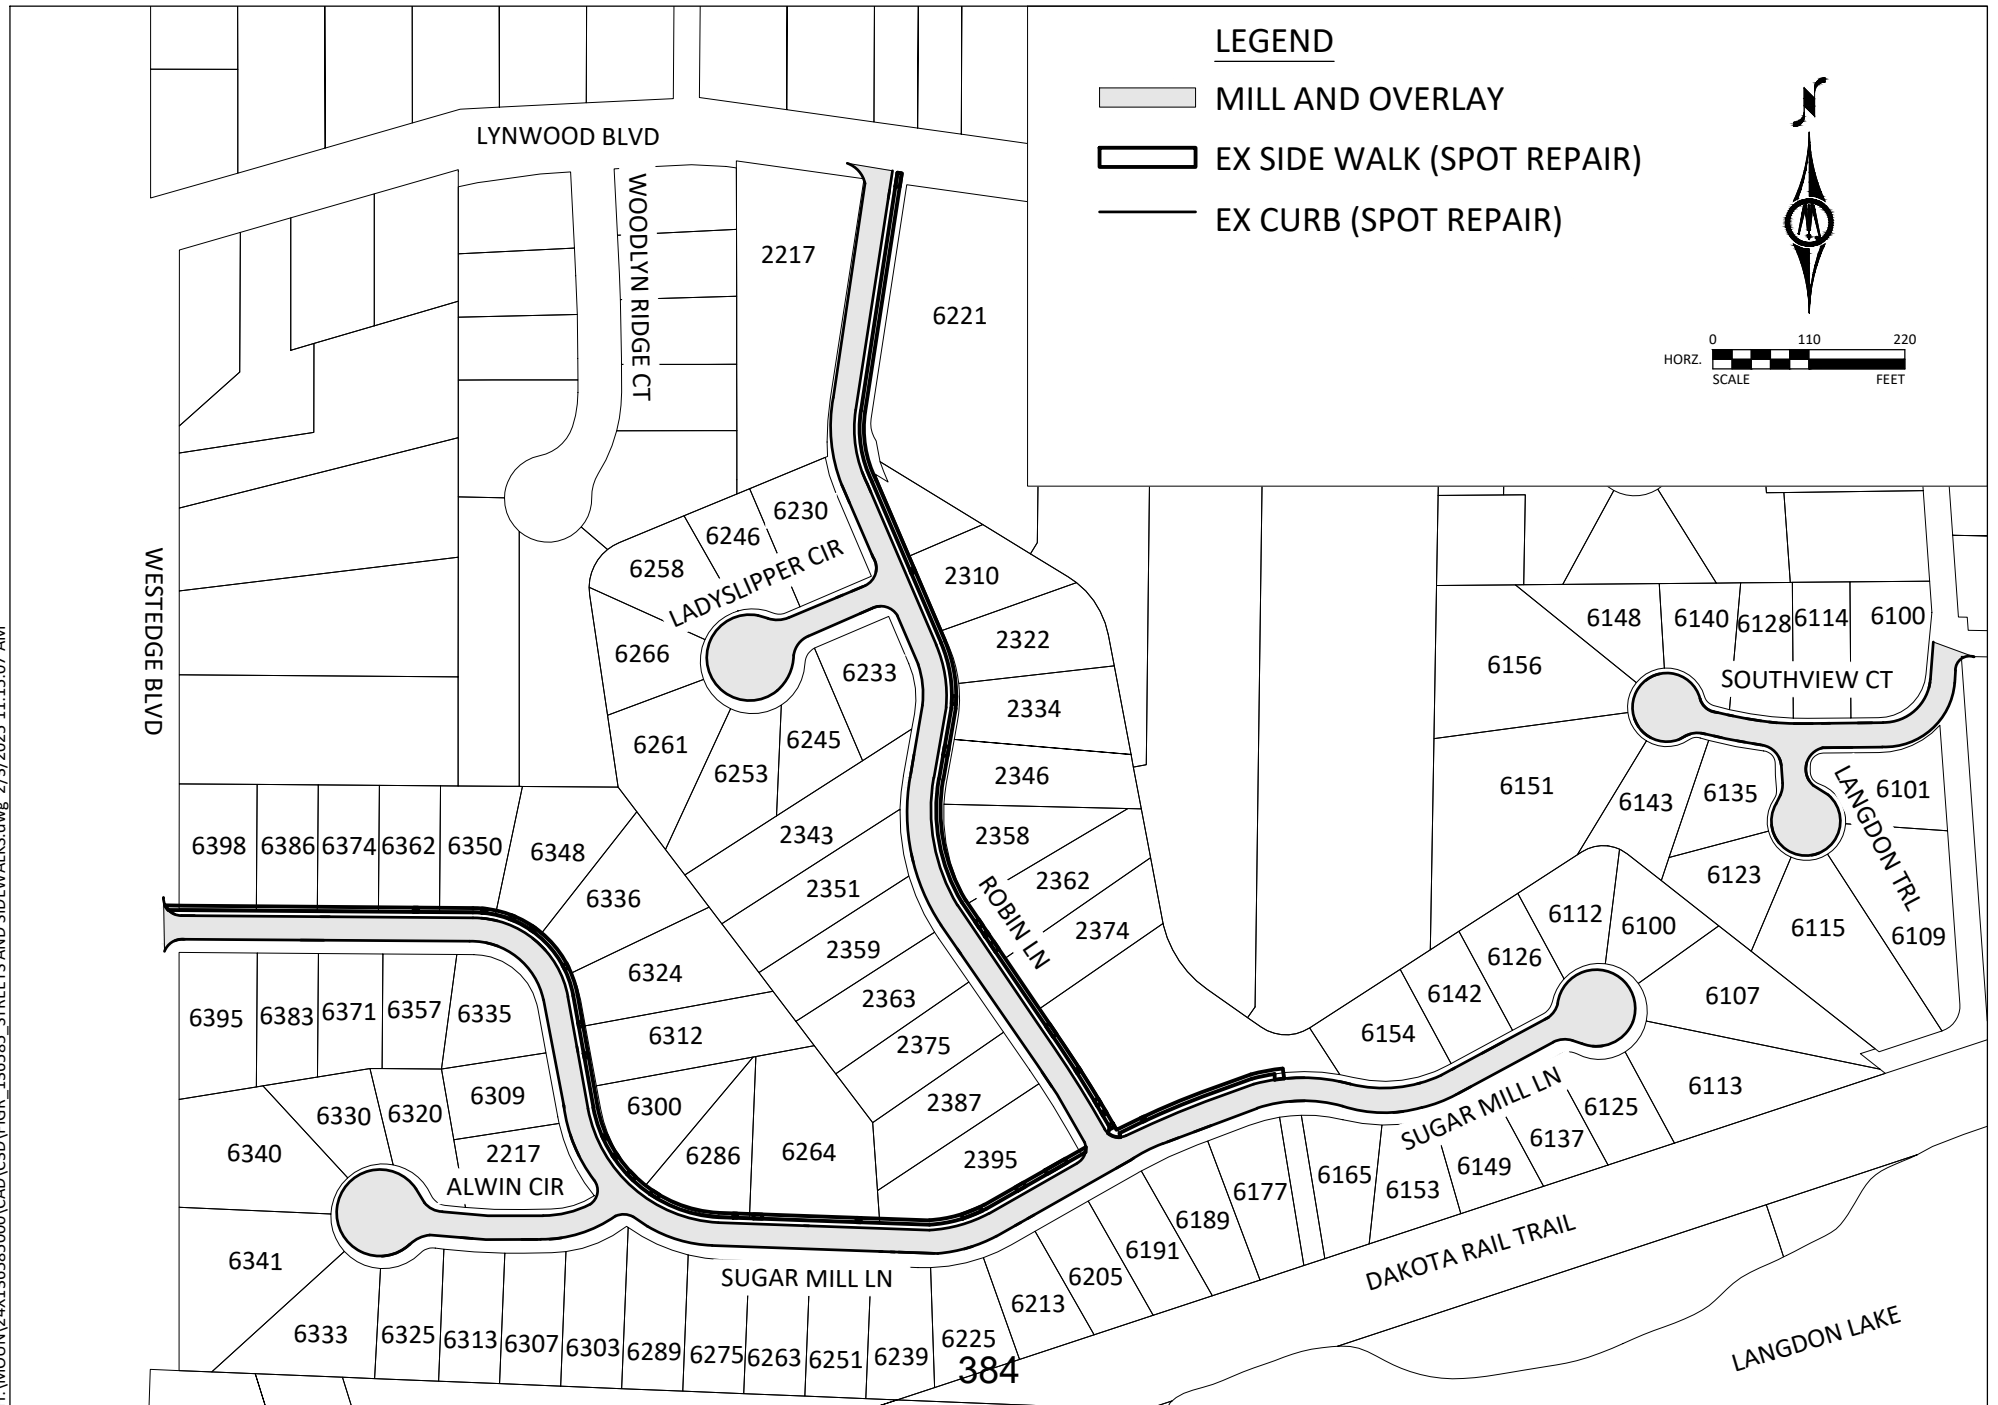 LEGEND
MILL AND OVERLAY
EX SIDE WALK (SPOT REPAIR)
EX CURB (SPOT REPAIR)
N
0 110 220
HORZ.
SCALE FEET
LYNWOOD BLVD
WOODLYN RIDGE CT
WESTEDGE BLVD
2217
6221
6230
6246
6258
LADYSLIPPER CIR
6266
6261
6253
6245
6233
2310
2322
2334
2346
2358
2362
2374
ROBIN LN
2343
2351
2359
2363
2375
2387
2395
6398 6386 6374 6362 6350 6348
6336
6324
6312
6300
6286
6264
6395 6383 6371 6357 6335
6309
2217
ALWIN CIR
6320
6330
6340
6341
6333
6325 6313 6307 6303 6289 6275 6263 6251 6239 6225
SUGAR MILL LN
6213
6205
6191
6189
6177
6165
6153
6149
6137
6125
6113
6107
6100
6112
6126
6142
6154
SUGAR MILL LN
6148 6140 6128 6114 6100
6156
SOUTHVIEW CT
6151
6143
6135
6123
6115
6109
6101
LANGDON TRL
DAKOTA RAIL TRAIL
LANGDON LAKE
384